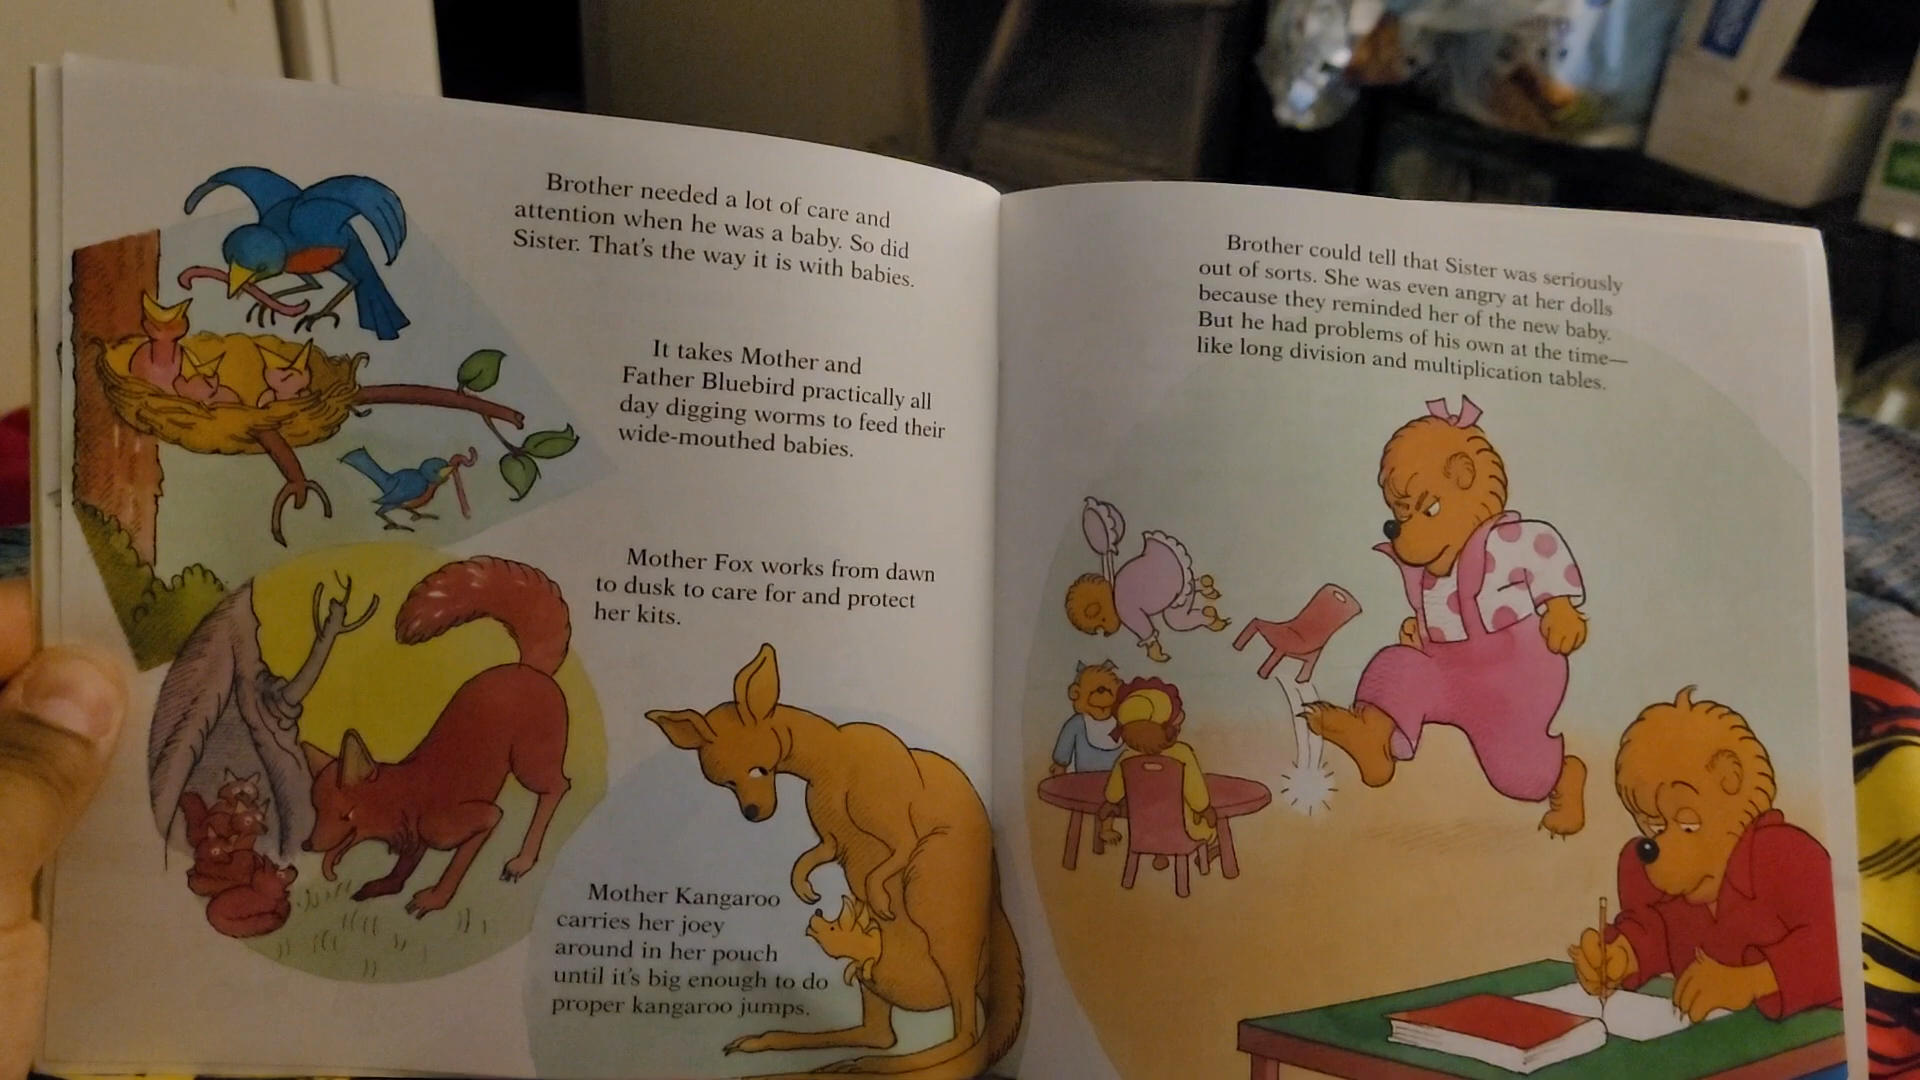 Brother needed a lot of care and
attention when he was a baby. So did
Sister. That's the way it is with babies.
It takes Mother and
Father Bluebird practically all
day digging worms to feed their
wide-mouthed babies.
Mother Fox works from dawn
to dusk to care for and protect
her kits.
Mother Kangaroo
carries her joey
around in her pouch
until it's big enough to do
proper kangaroo jumps.
Brother could tell that Sister was seriously
out of sorts. She was even angry at her dolls
because they reminded her of the new baby.
But he had problems of his own at the time—
like long division and multiplication tables.